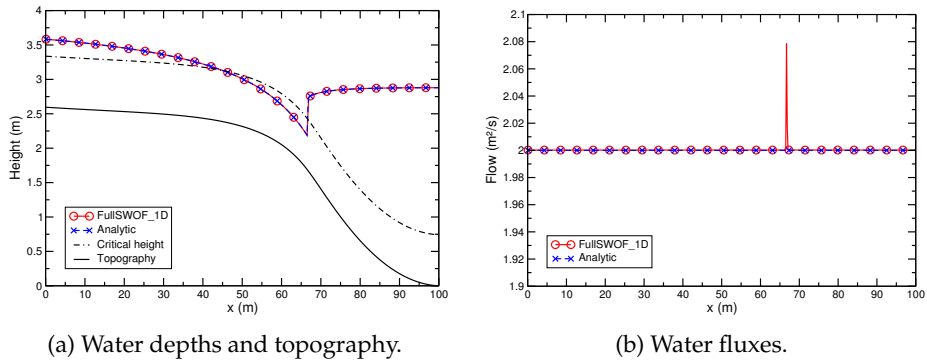 4
3.5
3
2.5
2
1.5
1
0.5
0
Height (m)
FullSWOF_1D
Analytic
Critical height
Topography
0 10 20 30 40 50 60 70 80 90 100
x (m)
(a) Water depths and topography.
2.1
2.08
2.06
2.04
2.02
2
1.98
1.96
1.94
1.92
1.9
Flow (m²/s)
FullSWOF_1D
Analytic
0 10 20 30 40 50 60 70 80 90 100
x (m)
(b) Water fluxes.